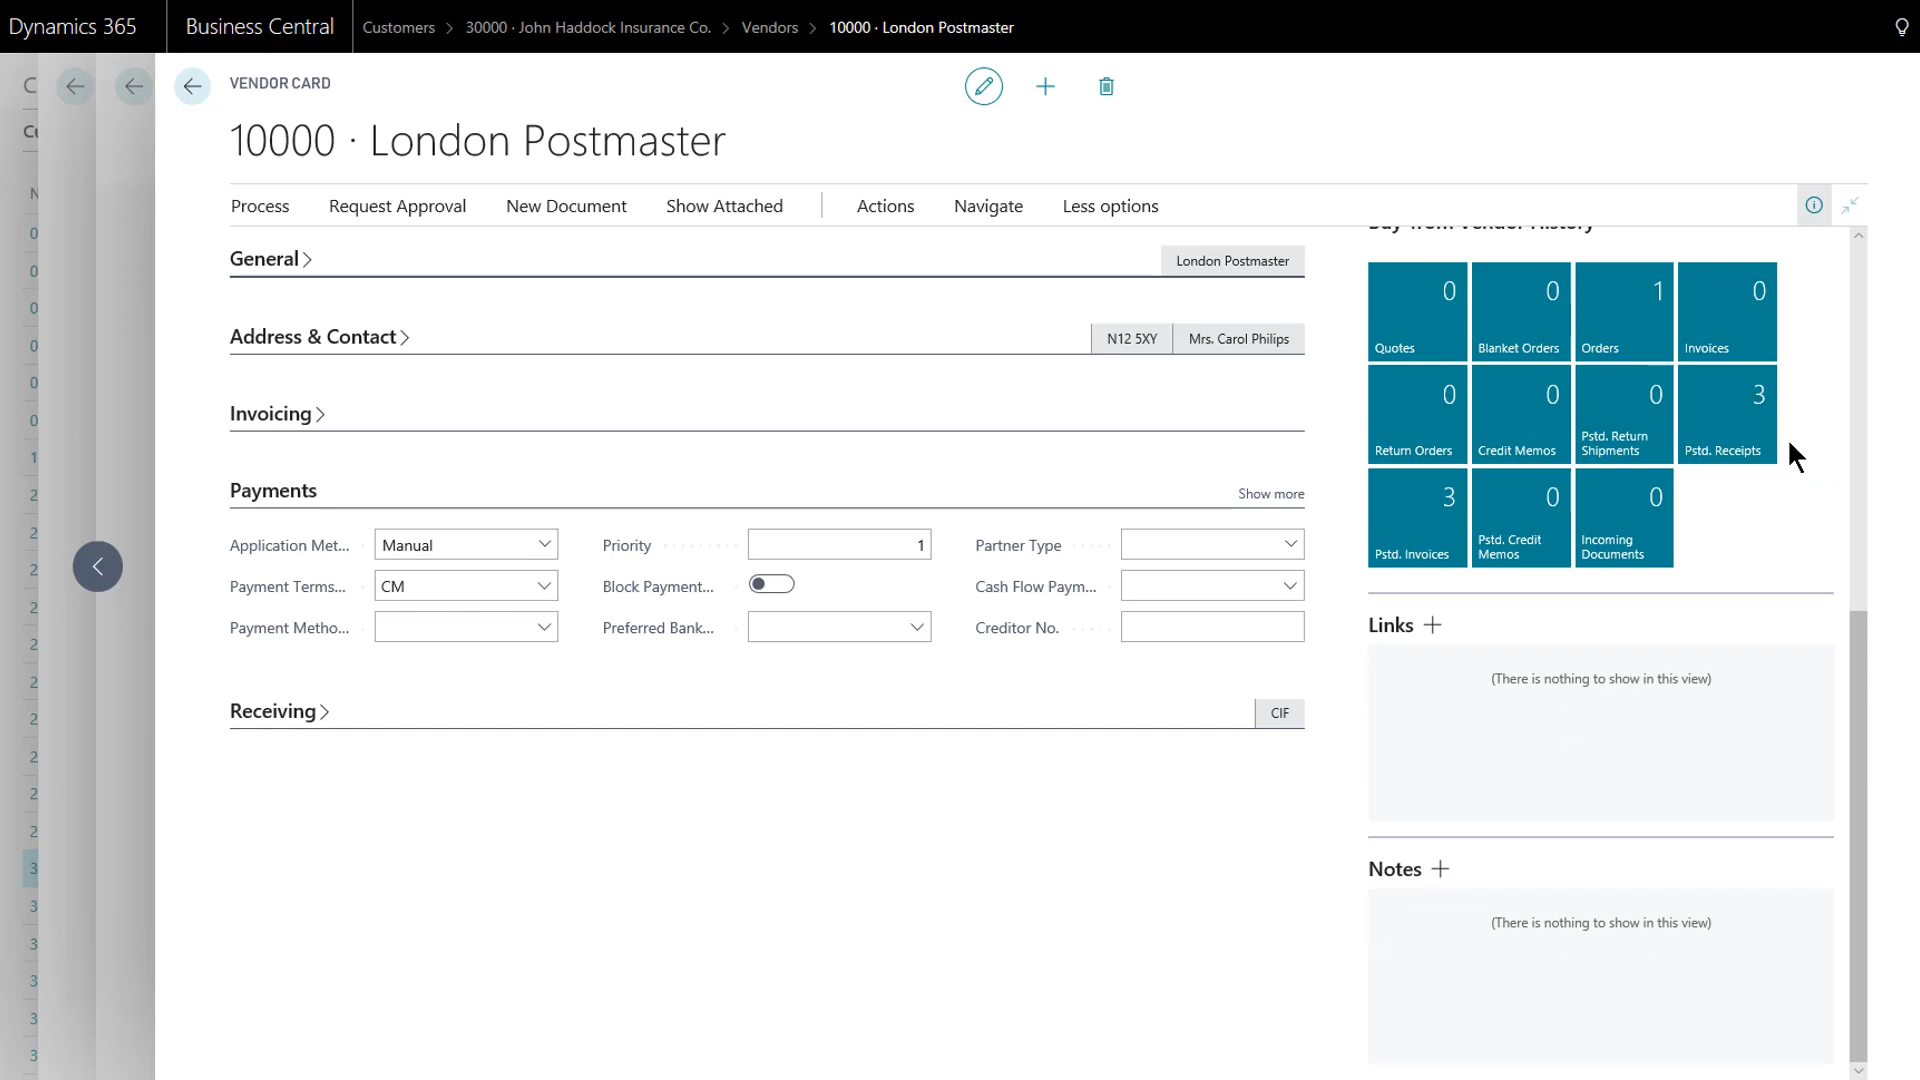 Dynamics 365
Business Central
Customers > 30000 · John Haddock Insurance Co. > Vendors > 10000 · London Postmaster
VENDOR CARD
10000 · London Postmaster
Process
Request Approval
New Document
Show Attached
Actions
Navigate
Less options
General
London Postmaster
Address & Contact
N12 5XY
Mrs. Carol Philips
Invoicing
Payments
Show more
Application Met...
Manual
Priority
1
Partner Type
Payment Terms...
CM
Block Payment...
Cash Flow Paym...
Payment Metho...
Preferred Bank...
Creditor No.
Receiving
CIF
Buy-from Vendor History
0
Quotes
0
Blanket Orders
1
Orders
0
Invoices
0
Return Orders
0
Credit Memos
0
Pstd. Return
Shipments
3
Pstd. Receipts
3
Pstd. Invoices
0
Pstd. Credit
Memos
0
Incoming
Documents
Links
(There is nothing to show in this view)
Notes
(There is nothing to show in this view)